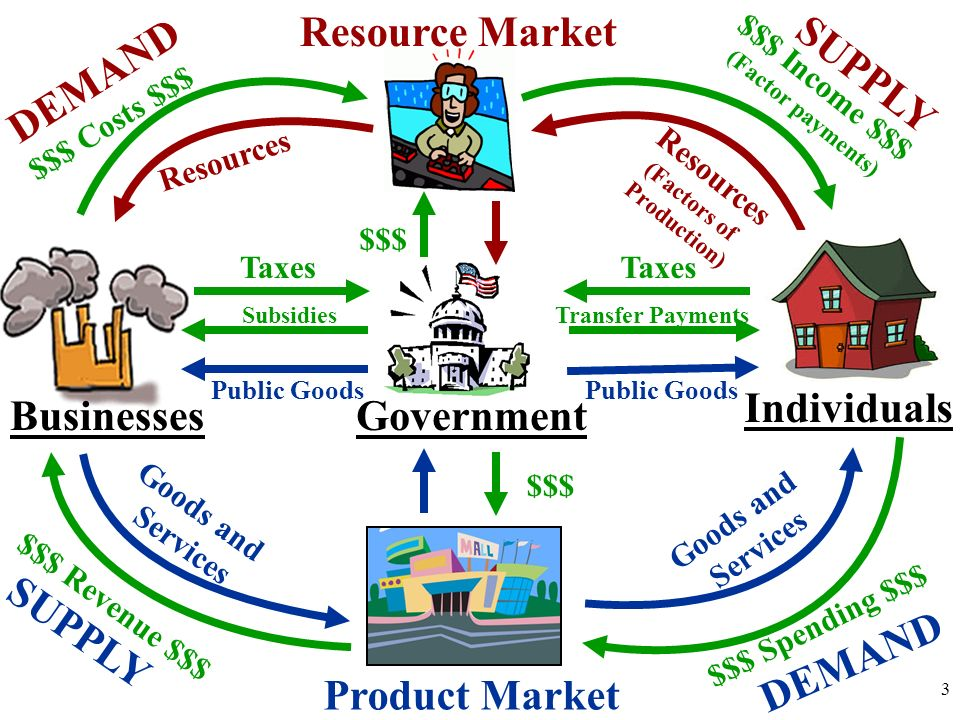 Resource Market
DEMAND
$$$ Costs $$$
Resources
SUPPLY
$$$ Income $$$
(Factor payments)
Resources
(Factors of
Production)
$$$
Taxes
Subsidies
Public Goods
Taxes
Transfer Payments
Public Goods
Businesses
Government
Individuals
Goods and
Services
$$$ Revenue $$$
SUPPLY
$$$
MALL
Goods and
Services
$$$ Spending $$$
DEMAND
Product Market
3